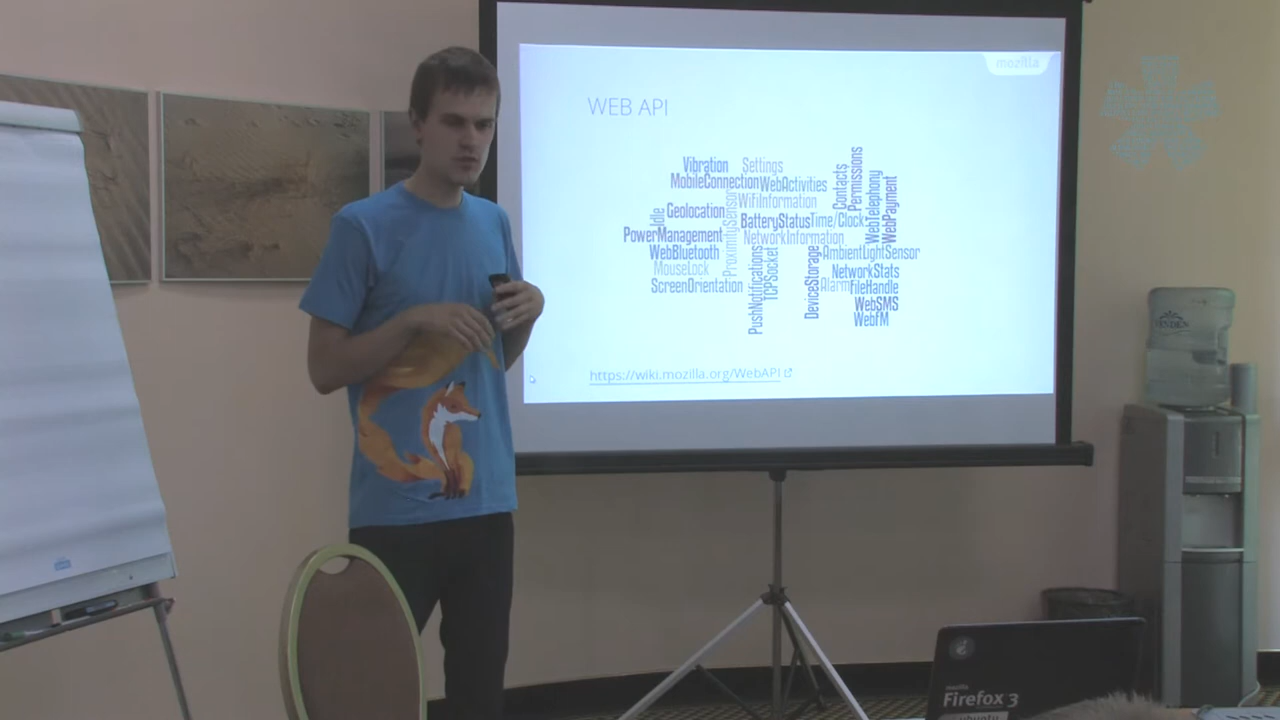 mozilla
WEB API
Vibration
Settings
MobileConnection
WebActivities
Contacts
Permissions
WifiInformation
WebTelephony
WebPayment
Idle
Geolocation
ProximitySensor
BatteryStatus
Time/Clock
PowerManagement
NetworkInformation
WebBluetooth
AmbientLightSensor
MouseLock
PushNotifications
TCPSocket
DeviceStorage
NetworkStats
ScreenOrientation
Alarm
FileHandle
WebSMS
WebFM
https://wiki.mozilla.org/WebAPI
mozilla
Firefox 3
ubuntu